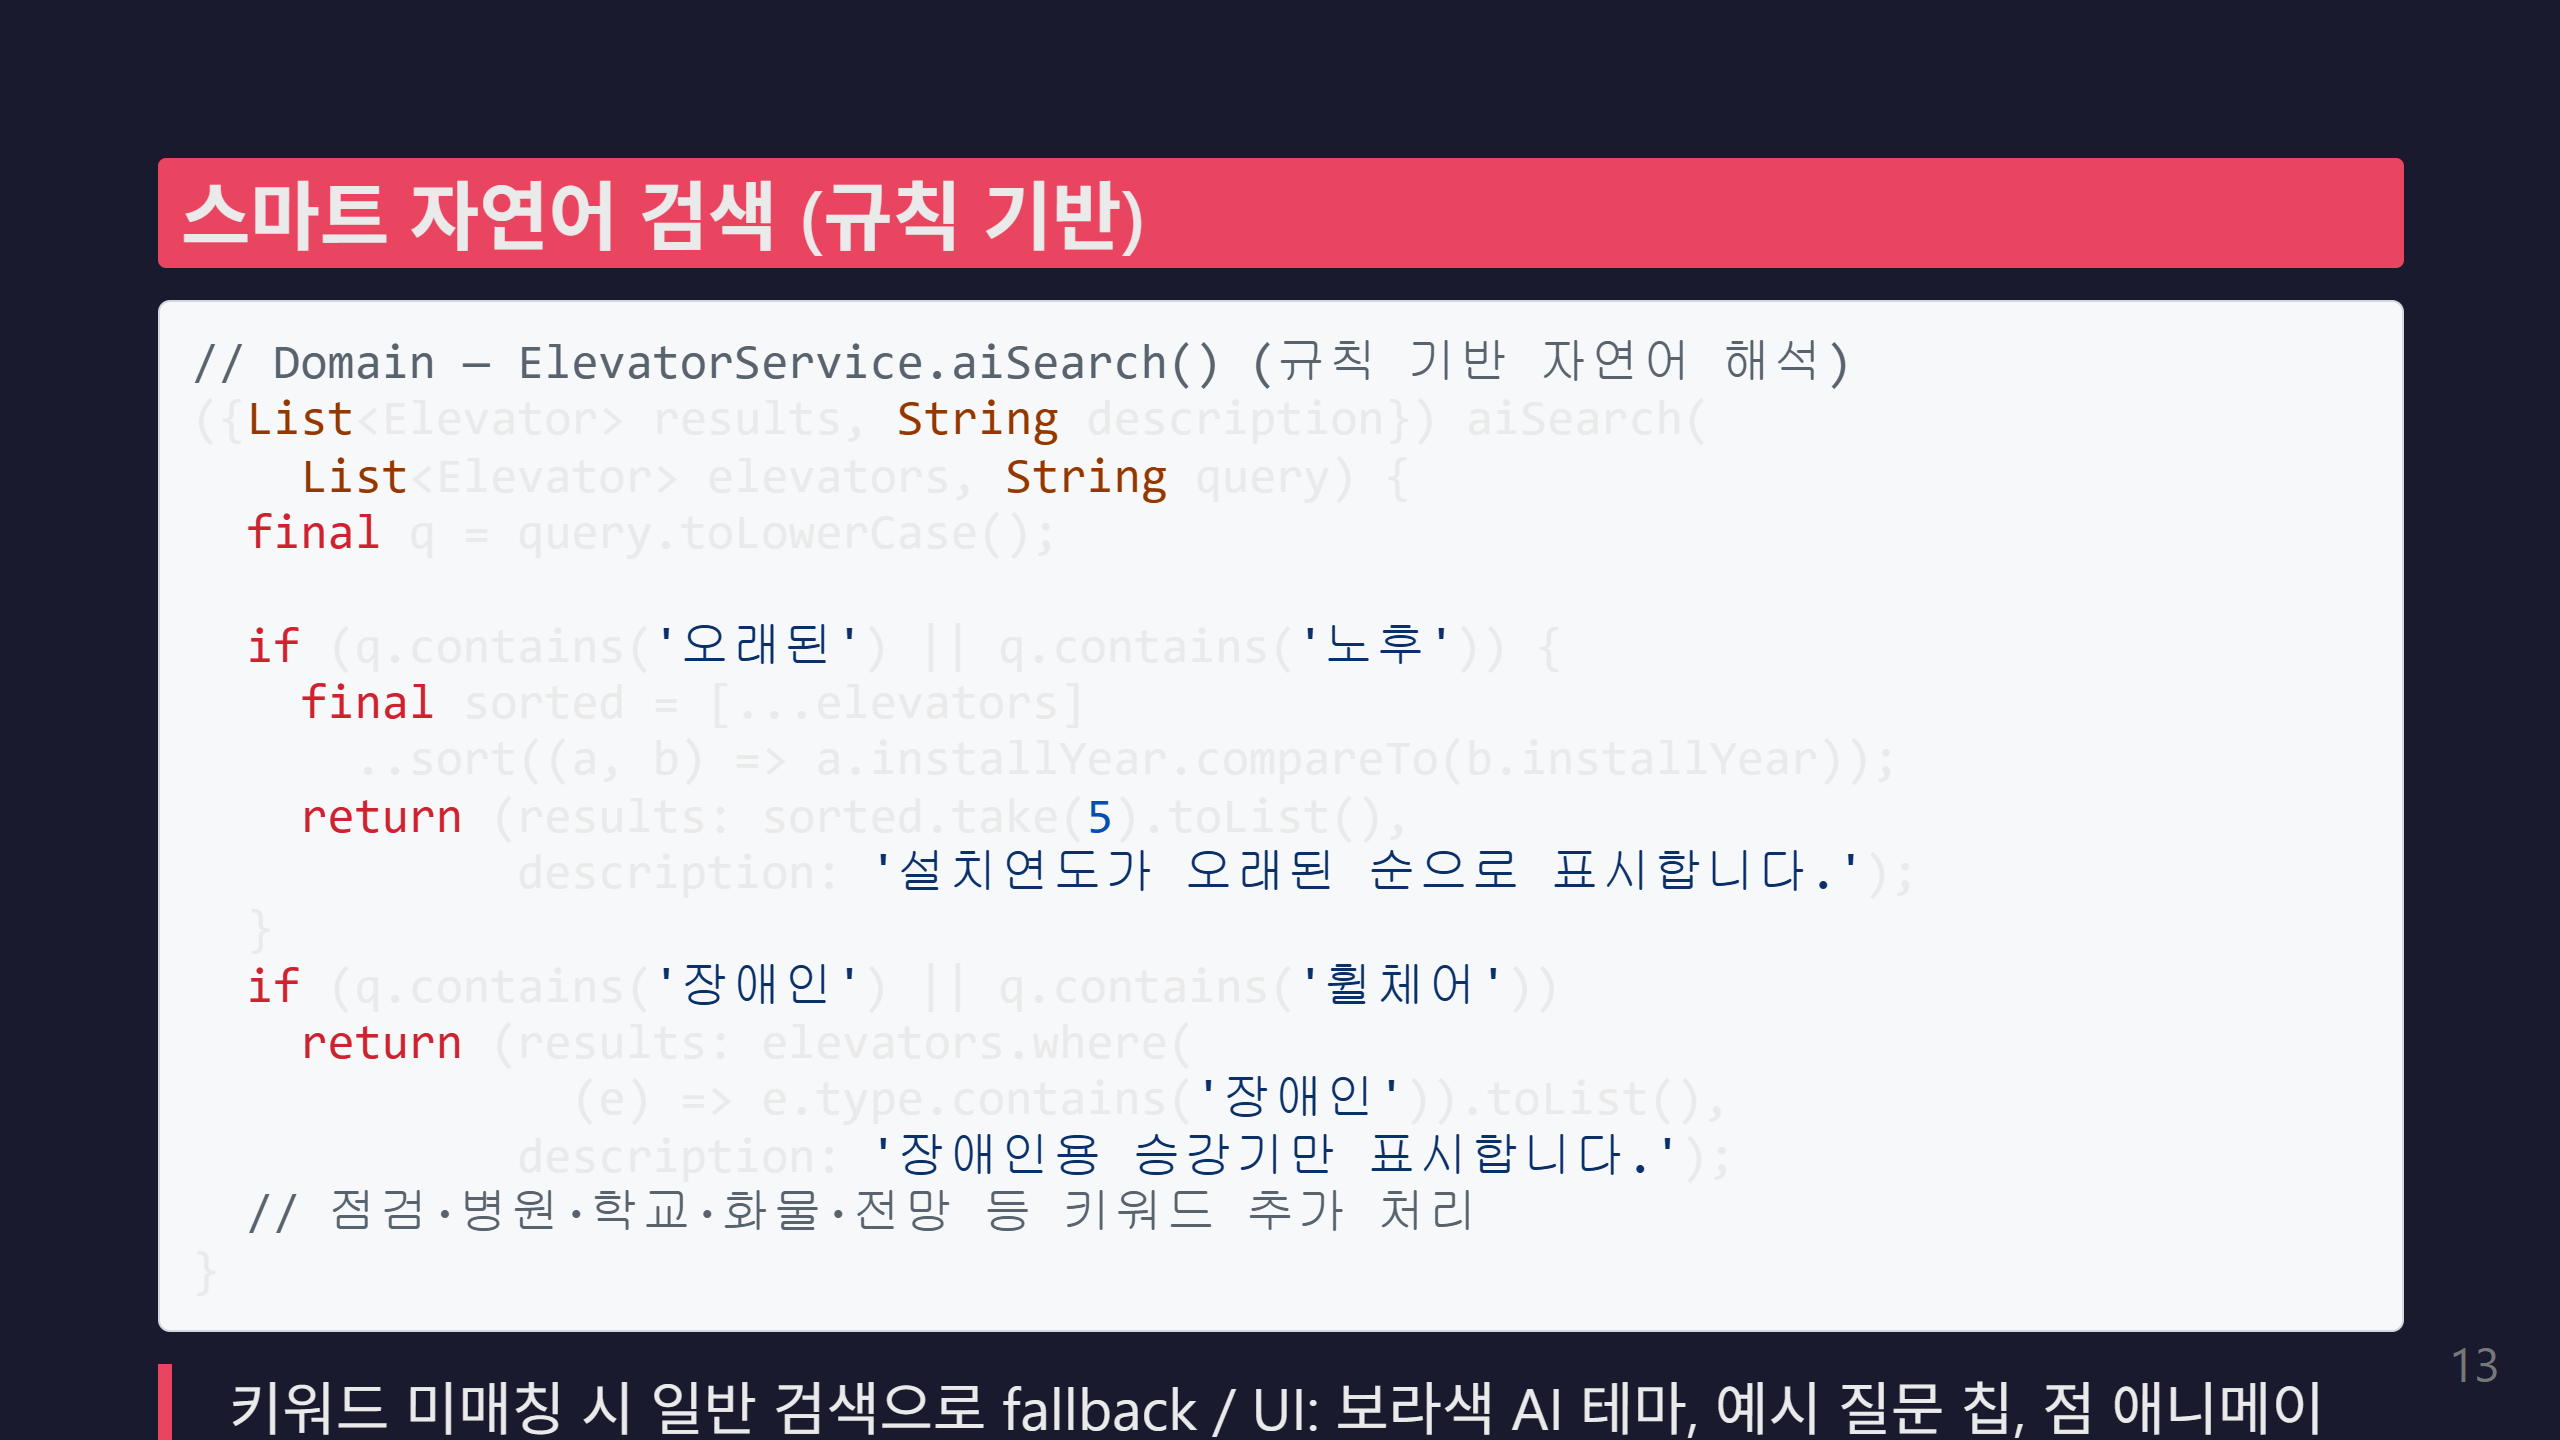 스마트 자연어 검색 (규칙 기반)
// Domain — ElevatorService.aiSearch() (규칙 기반 자연어 해석)
({List<Elevator> results, String description}) aiSearch(
    List<Elevator> elevators, String query) {
  final q = query.toLowerCase();
  if (q.contains('오래된') || q.contains('노후')) {
    final sorted = [...elevators]
      ..sort((a, b) => a.installYear.compareTo(b.installYear));
    return (results: sorted.take(5).toList(),
            description: '설치연도가 오래된 순으로 표시합니다.');
  }
  if (q.contains('장애인') || q.contains('휠체어'))
    return (results: elevators.where(
              (e) => e.type.contains('장애인')).toList(),
            description: '장애인용 승강기만 표시합니다.');
  // 점검·병원·학교·화물·전망 등 키워드 추가 처리
}
키워드 미매칭 시 일반 검색으로 fallback / UI: 보라색 AI 테마, 예시 질문 칩, 점 애니메이
13